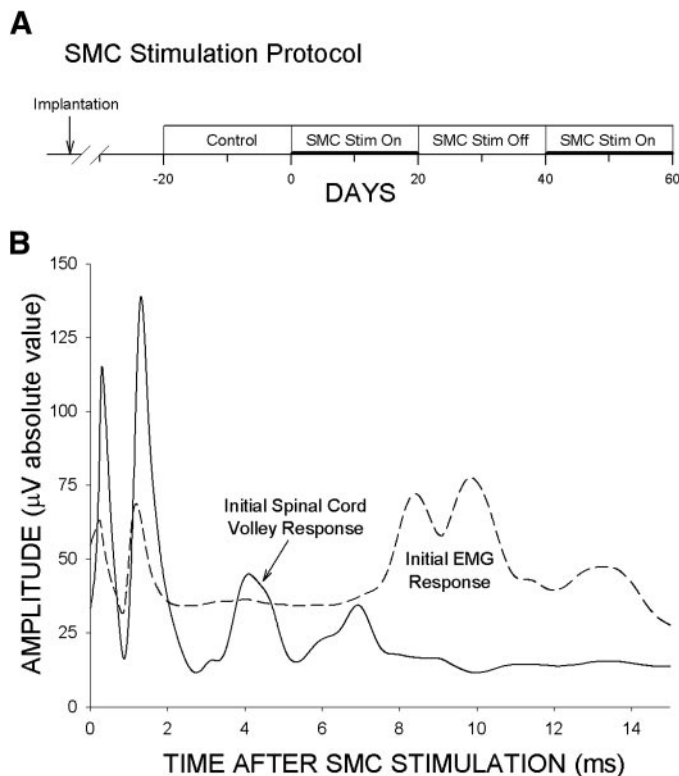 A
SMC Stimulation Protocol
Implantation
Control
SMC Stim On
SMC Stim Off
SMC Stim On
-20
0
20
40
60
DAYS
B
150
125
100
75
50
25
0
AMPLITUDE (µV absolute value)
Initial Spinal Cord
Volley Response
Initial EMG
Response
0
2
4
6
8
10
12
14
TIME AFTER SMC STIMULATION (ms)